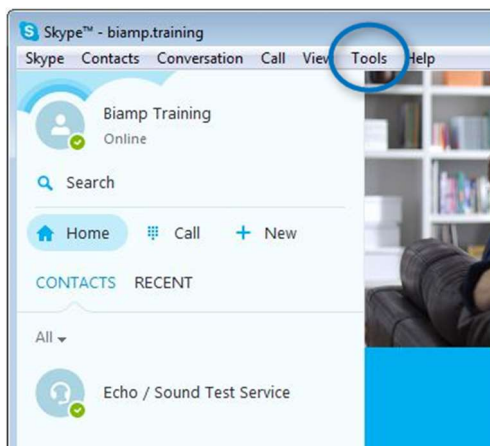 Skype™ - biamp.training
Skype Contacts Conversation Call View Tools Help
Biamp Training
Online
Search
Home Call + New
CONTACTS RECENT
All
Echo / Sound Test Service